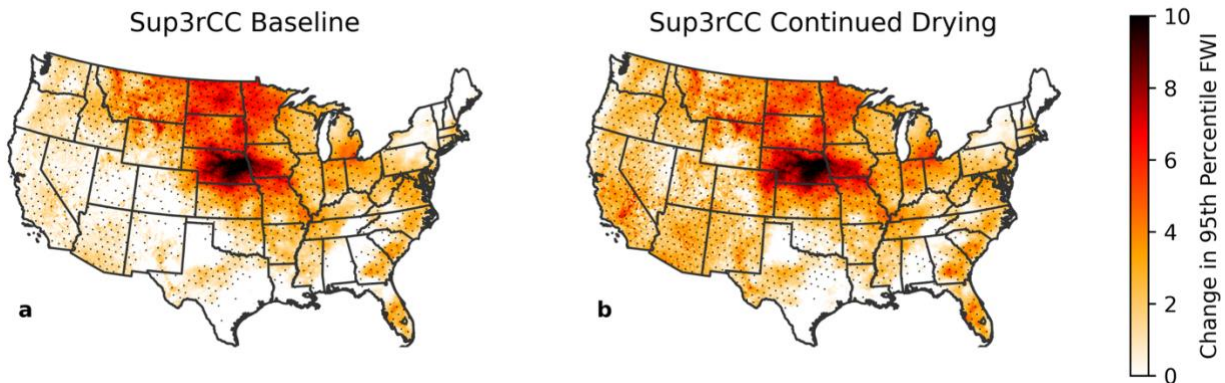 Sup3rCC Baseline
Sup3rCC Continued Drying
a
b
10
8
6
4
2
0
Change in 95th Percentile FWI